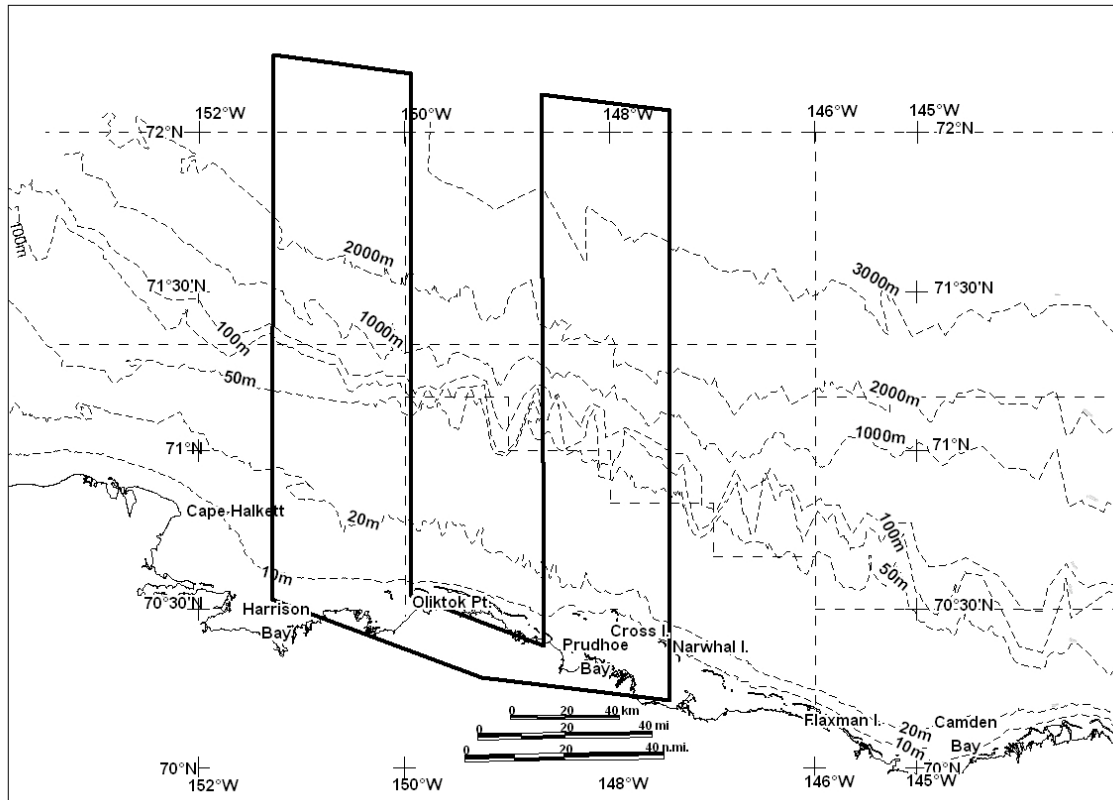 152°W
150°W
148°W
146°W
145°W
72°N
72°N
100m
2000m
3000m
71°30'N
71°30'N
1000m
100m
50m
2000m
1000m
71°N
71°N
20m
Cape Halkett
100m
50m
10m
70°30'N
Harrison
Bay
Oliktok Pt.
70°30'N
Cross I.
Prudhoe
Bay
Narwhal I.
0 20 40 km
0 20 40 mi
0 20 40 n.mi.
Flaxman I.
20m
10m
Camden
Bay
70°N
70°N
152°W
150°W
148°W
146°W
145°W